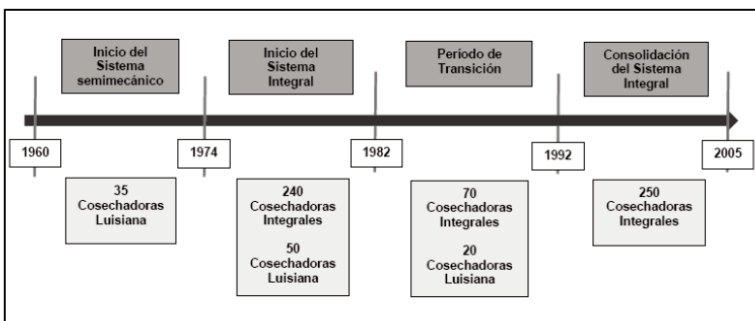 Inicio del
Sistema
semimecánico
Inicio del
Sistema
Integral
Período de
Transición
Consolidación
del Sistema
Integral
1960
1974
1982
1992
2005
35
Cosechadoras
Luisiana
240
Cosechadoras
Integrales
50
Cosechadoras
Luisiana
70
Cosechadoras
Integrales
20
Cosechadoras
Luisiana
250
Cosechadoras
Integrales